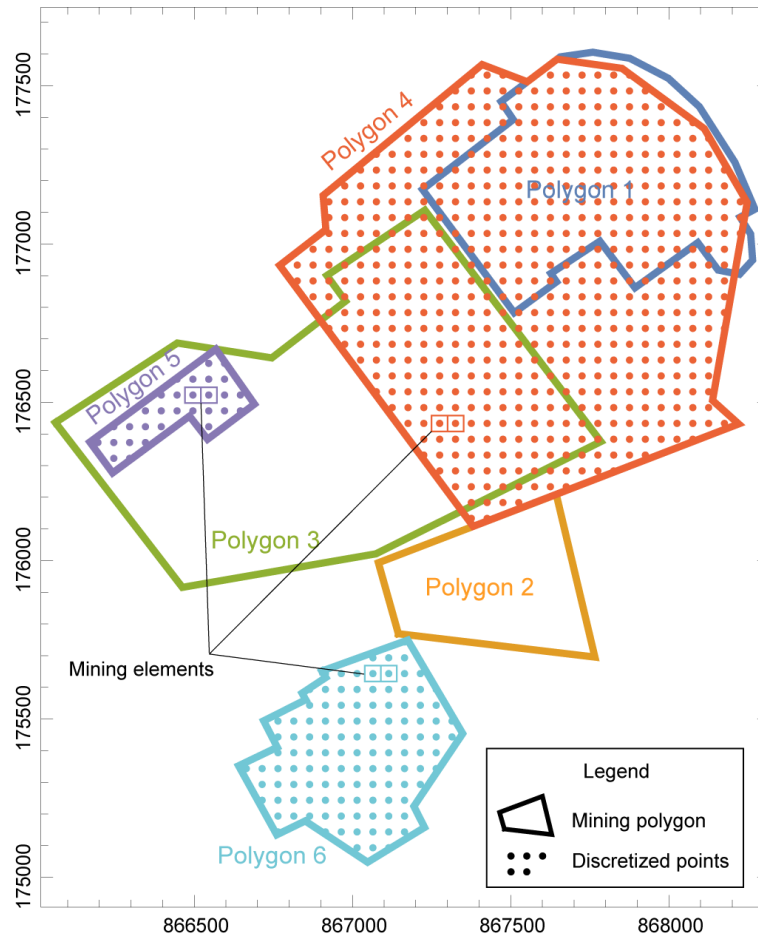 177500
177000
176500
176000
175500
175000
Polygon 4
Polygon 1
Polygon 5
Polygon 3
Polygon 2
Mining elements
Polygon 6
Legend
Mining polygon
Discretized points
866500
867000
867500
868000